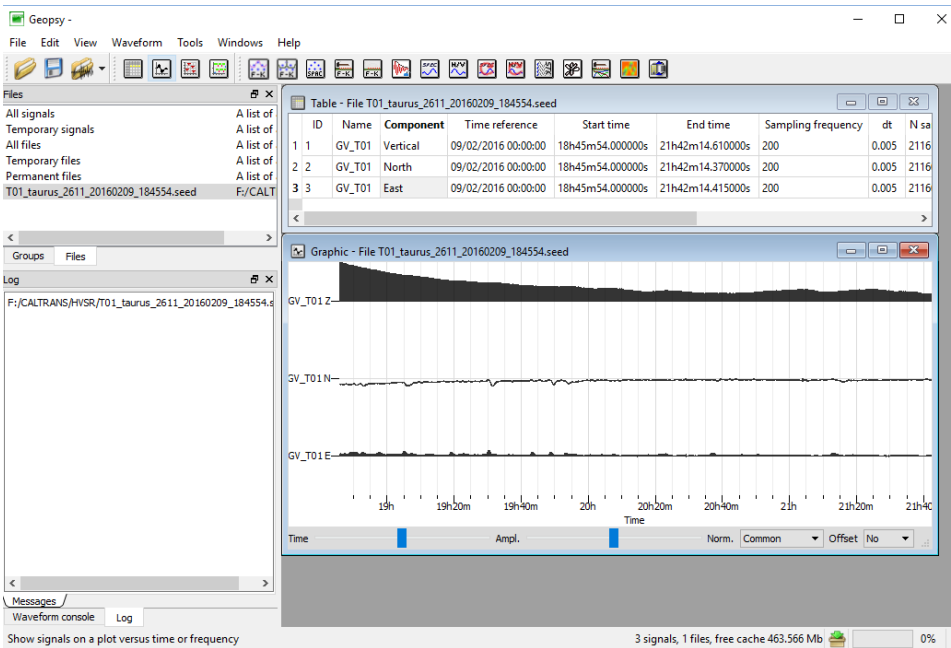 Geopsy -
File Edit View Waveform Tools Windows Help
F-K F-K SPAC F-K F-K SPEC H/V H/V
Files
All signals A list of
Temporary signals A list of
All files A list of
Temporary files A list of
Permanent files A list of
T01_taurus_2611_20160209_184554.seed F:/CALT
Groups Files
Log
F:/CALTRANS/HVSR/T01_taurus_2611_20160209_184554.s
Messages
Waveform console Log
Table - File T01_taurus_2611_20160209_184554.seed
ID Name Component Time reference Start time End time Sampling frequency dt N sa
1 1 GV_T01 Vertical 09/02/2016 00:00:00 18h45m54.000000s 21h42m14.610000s 200 0.005 2116
2 2 GV_T01 North 09/02/2016 00:00:00 18h45m54.000000s 21h42m14.370000s 200 0.005 2116
3 3 GV_T01 East 09/02/2016 00:00:00 18h45m54.000000s 21h42m14.415000s 200 0.005 2116
Graphic - File T01_taurus_2611_20160209_184554.seed
GV_T01 Z
GV_T01 N
GV_T01 E
19h 19h20m 19h40m 20h 20h20m 20h40m 21h 21h20m 21h40
Time
Time Ampl. Norm. Common Offset No
Show signals on a plot versus time or frequency 3 signals, 1 files, free cache 463.566 Mb 0%